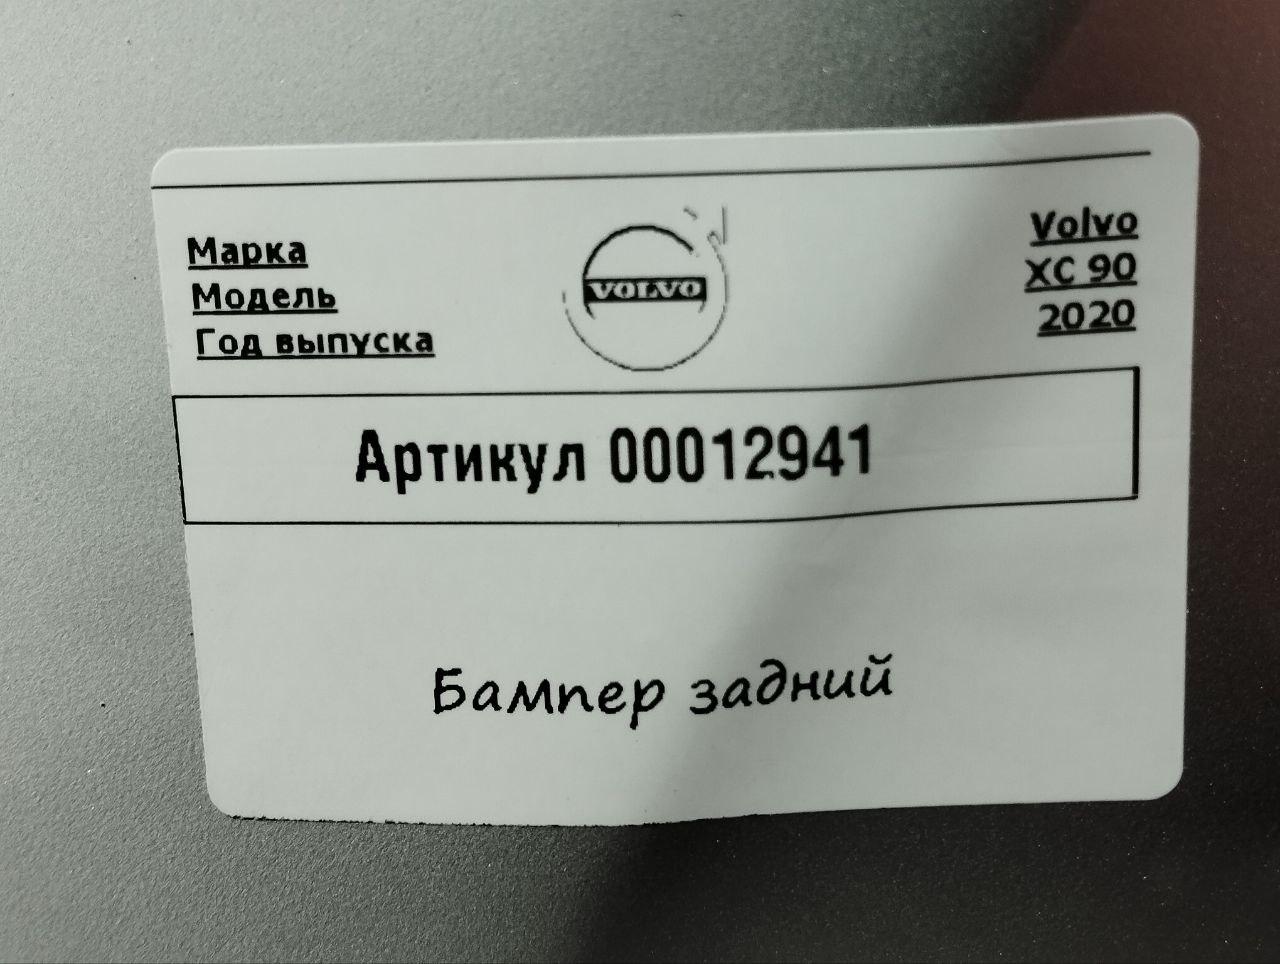 Марка
Модель
Год выпуска
VOLVO
Volvo
XC 90
2020
Артикул 00012941
Бампер задний